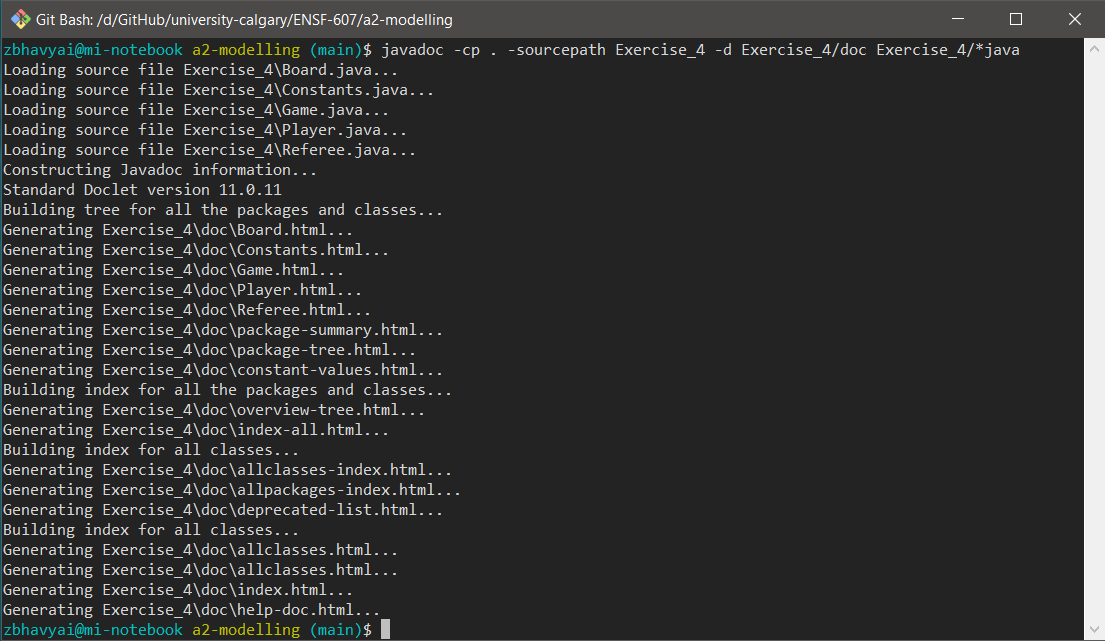 Git Bash: /d/GitHub/university-calgary/ENSF-607/a2-modelling
zbhavyai@mi-notebook a2-modelling (main)$ javadoc -cp . -sourcepath Exercise_4 -d Exercise_4/doc Exercise_4/*java
Loading source file Exercise_4\Board.java...
Loading source file Exercise_4\Constants.java...
Loading source file Exercise_4\Game.java...
Loading source file Exercise_4\Player.java...
Loading source file Exercise_4\Referee.java...
Constructing Javadoc information...
Standard Doclet version 11.0.11
Building tree for all the packages and classes...
Generating Exercise_4\doc\Board.html...
Generating Exercise_4\doc\Constants.html...
Generating Exercise_4\doc\Game.html...
Generating Exercise_4\doc\Player.html...
Generating Exercise_4\doc\Referee.html...
Generating Exercise_4\doc\package-summary.html...
Generating Exercise_4\doc\package-tree.html...
Generating Exercise_4\doc\constant-values.html...
Building index for all the packages and classes...
Generating Exercise_4\doc\overview-tree.html...
Generating Exercise_4\doc\index-all.html...
Building index for all classes...
Generating Exercise_4\doc\allclasses-index.html...
Generating Exercise_4\doc\allpackages-index.html...
Generating Exercise_4\doc\deprecated-list.html...
Building index for all classes...
Generating Exercise_4\doc\allclasses.html...
Generating Exercise_4\doc\allclasses.html...
Generating Exercise_4\doc\index.html...
Generating Exercise_4\doc\help-doc.html...
zbhavyai@mi-notebook a2-modelling (main)$